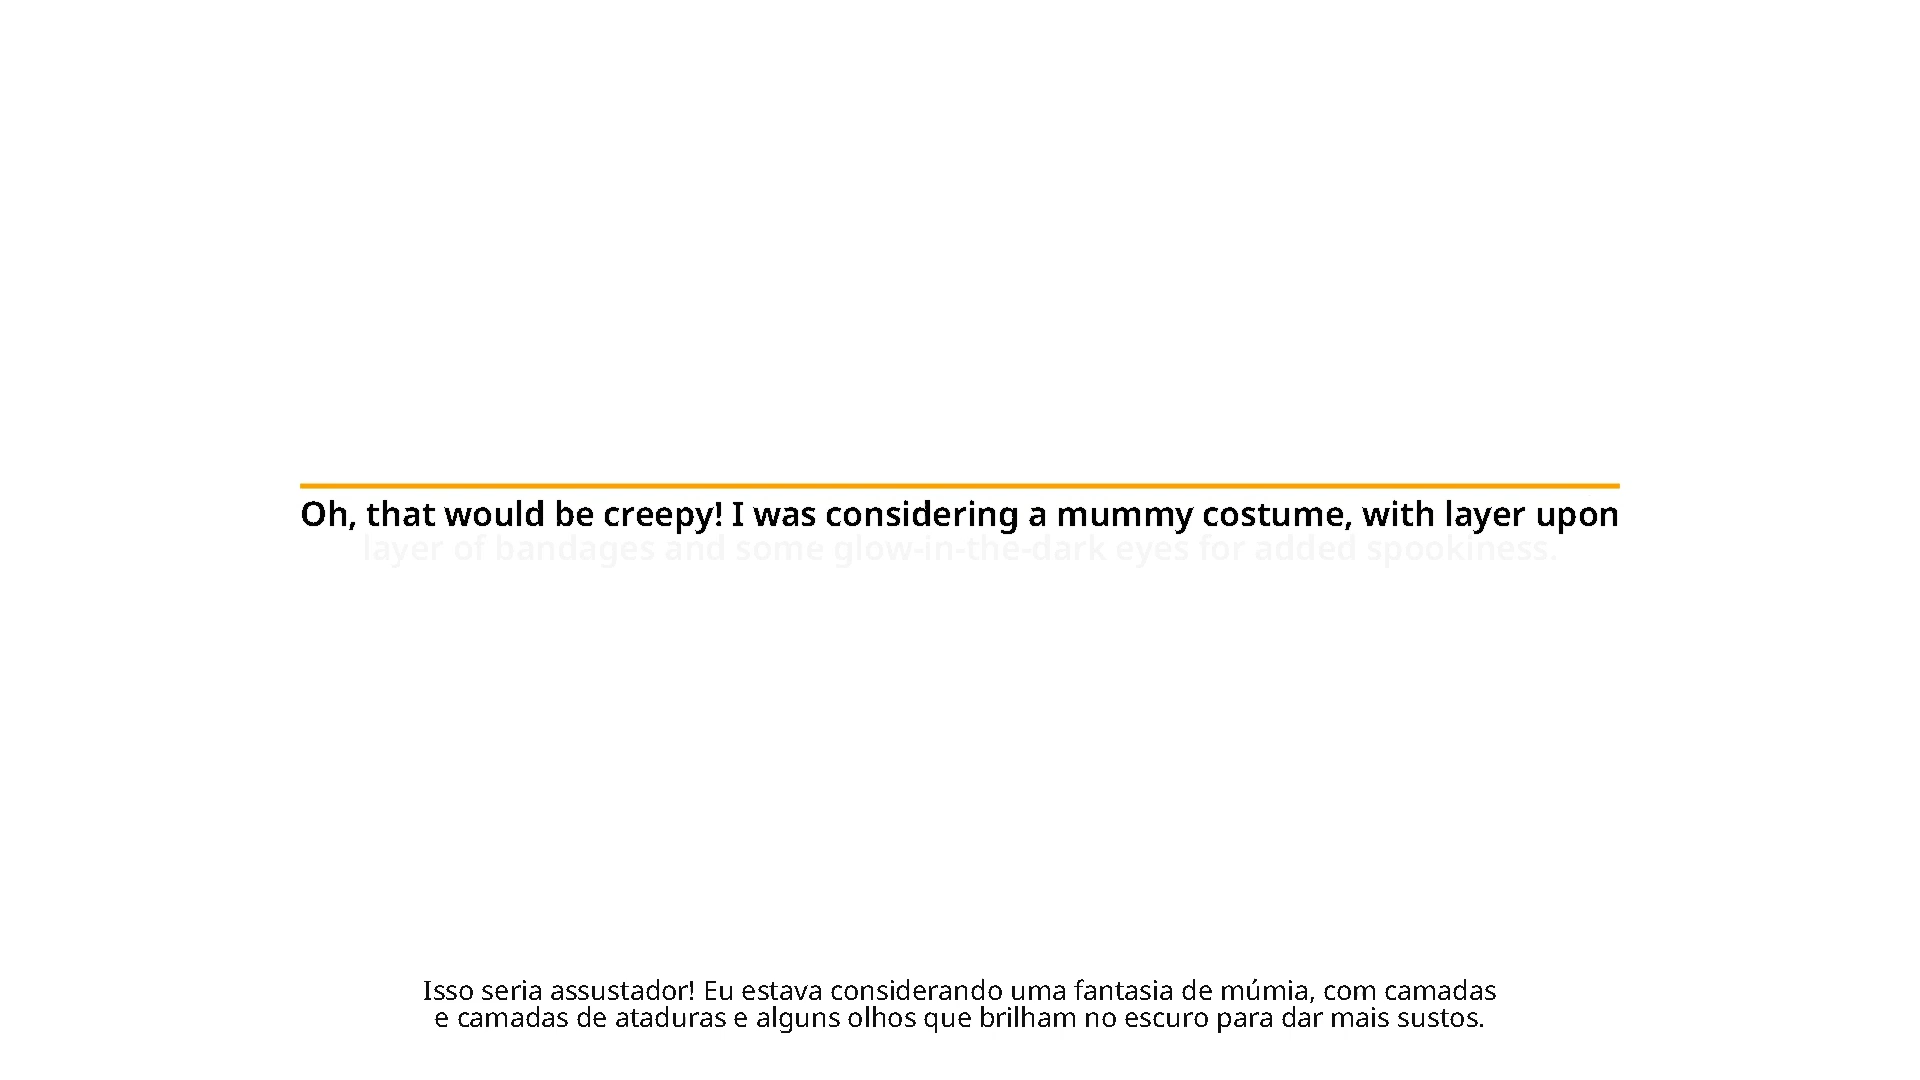 Oh, that would be creepy! I was considering a mummy costume, with layer upon
layer of bandages and some glow-in-the-dark eyes for added spookiness.
Isso seria assustador! Eu estava considerando uma fantasia de múmia, com camadas
e camadas de ataduras e alguns olhos que brilham no escuro para dar mais sustos.